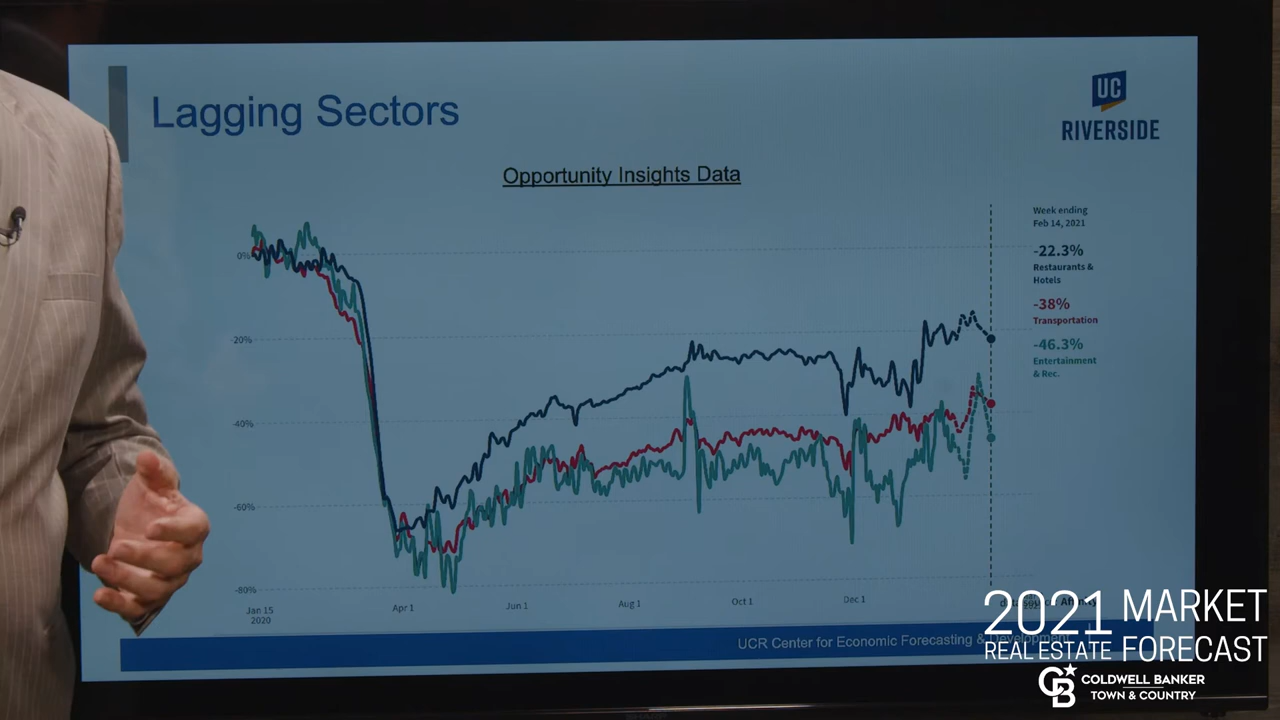 Lagging Sectors
UC
RIVERSIDE
Opportunity Insights Data
Week ending
Feb 14, 2021
-22.3%
Restaurants &
Hotels
-38%
Transportation
-46.3%
Entertainment
& Rec.
0%
-20%
-40%
-60%
-80%
Jan 15
2020
Apr 1
Jun 1
Aug 1
Oct 1
Dec 1
UCR Center for Economic Forecasting & Development
2021 MARKET
REAL ESTATE FORECAST
CB
COLDWELL BANKER
TOWN & COUNTRY